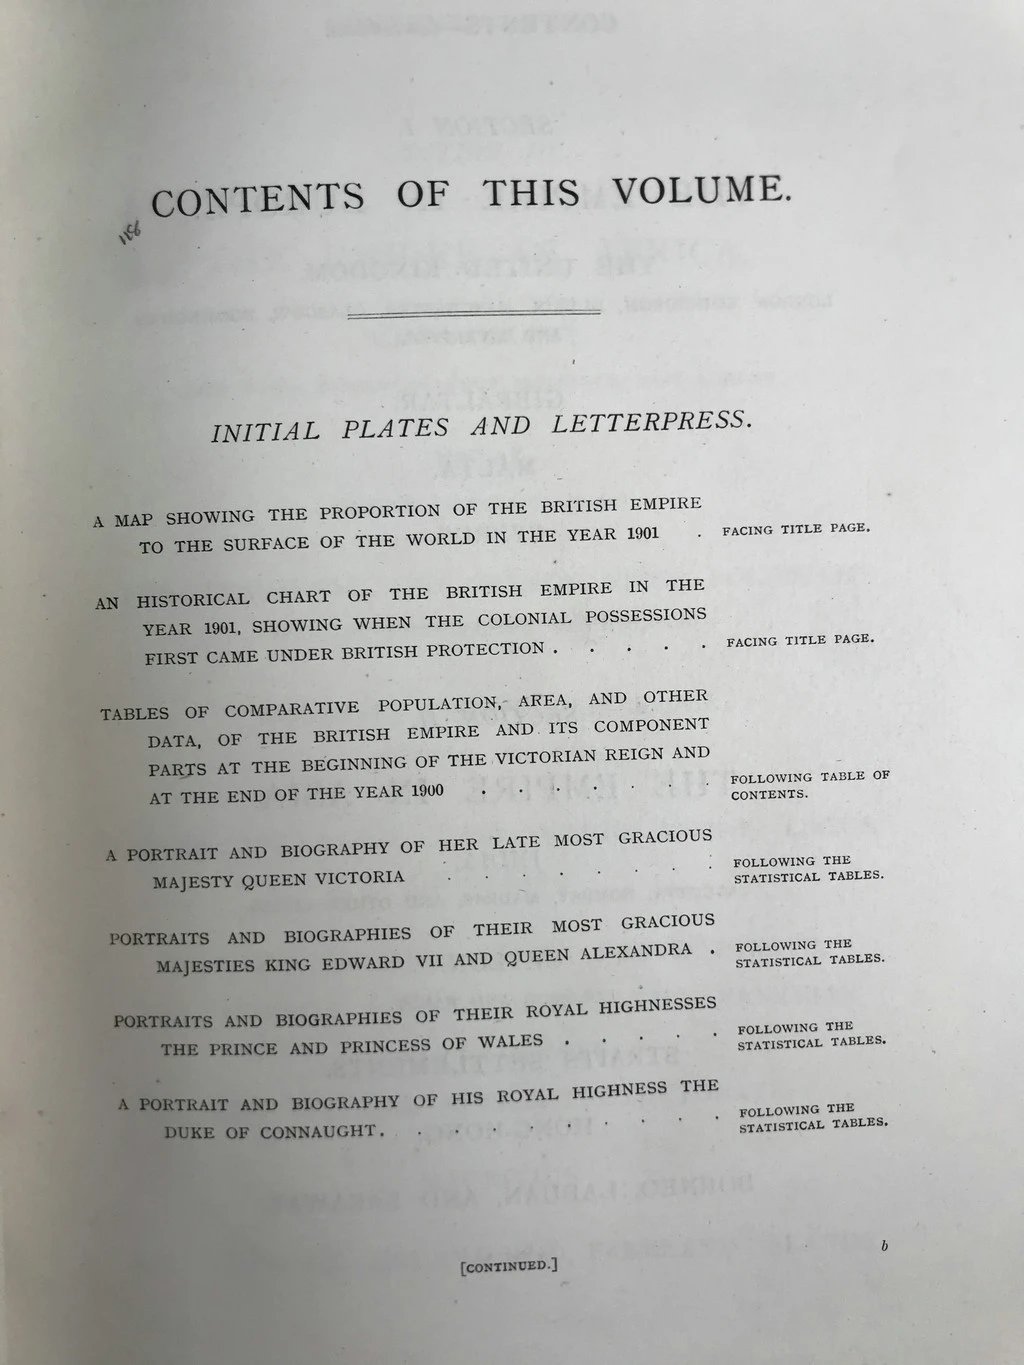 CONTENTS OF THIS VOLUME.
INITIAL PLATES AND LETTERPRESS.
A MAP SHOWING THE PROPORTION OF THE BRITISH EMPIRE
TO THE SURFACE OF THE WORLD IN THE YEAR 1901 . FACING TITLE PAGE.
AN HISTORICAL CHART OF THE BRITISH EMPIRE IN THE
YEAR 1901, SHOWING WHEN THE COLONIAL POSSESSIONS
FIRST CAME UNDER BRITISH PROTECTION . . . . . FACING TITLE PAGE.
TABLES OF COMPARATIVE POPULATION, AREA, AND OTHER
DATA, OF THE BRITISH EMPIRE AND ITS COMPONENT
PARTS AT THE BEGINNING OF THE VICTORIAN REIGN AND
AT THE END OF THE YEAR 1900 . . . . . . . FOLLOWING TABLE OF
CONTENTS.
A PORTRAIT AND BIOGRAPHY OF HER LATE MOST GRACIOUS
MAJESTY QUEEN VICTORIA . . . . . . . . FOLLOWING THE
STATISTICAL TABLES.
PORTRAITS AND BIOGRAPHIES OF THEIR MOST GRACIOUS
MAJESTIES KING EDWARD VII AND QUEEN ALEXANDRA . FOLLOWING THE
STATISTICAL TABLES.
PORTRAITS AND BIOGRAPHIES OF THEIR ROYAL HIGHNESSES
THE PRINCE AND PRINCESS OF WALES . . . . . FOLLOWING THE
STATISTICAL TABLES.
A PORTRAIT AND BIOGRAPHY OF HIS ROYAL HIGHNESS THE
DUKE OF CONNAUGHT. . . . . . . . . FOLLOWING THE
STATISTICAL TABLES.
b
[CONTINUED.]